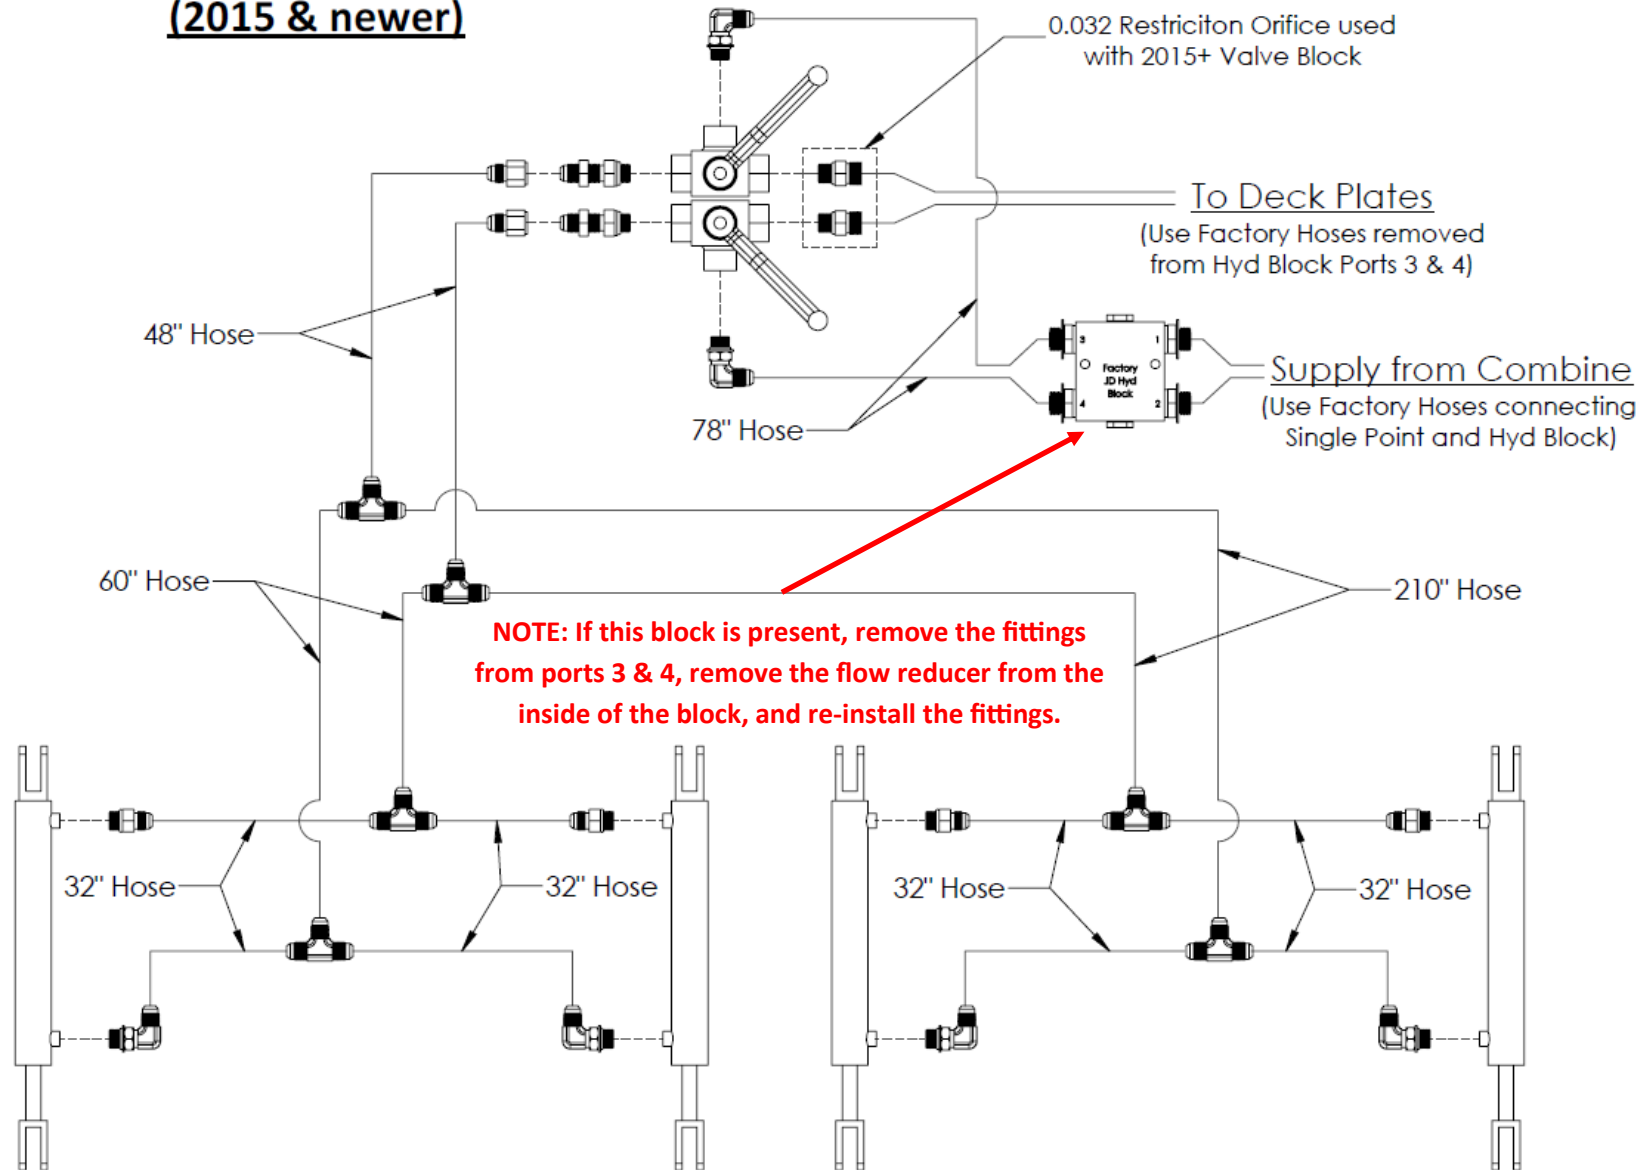 (2015 & newer)
0.032 Restriciton Orifice used
with 2015+ Valve Block
To Deck Plates
(Use Factory Hoses removed
from Hyd Block Ports 3 & 4)
48" Hose
3
1
Factory
JD Hyd
Block
4
2
Supply from Combine
(Use Factory Hoses connecting
Single Point and Hyd Block)
78" Hose
60" Hose
210" Hose
NOTE: If this block is present, remove the fittings
from ports 3 & 4, remove the flow reducer from the
inside of the block, and re-install the fittings.
32" Hose
32" Hose
32" Hose
32" Hose